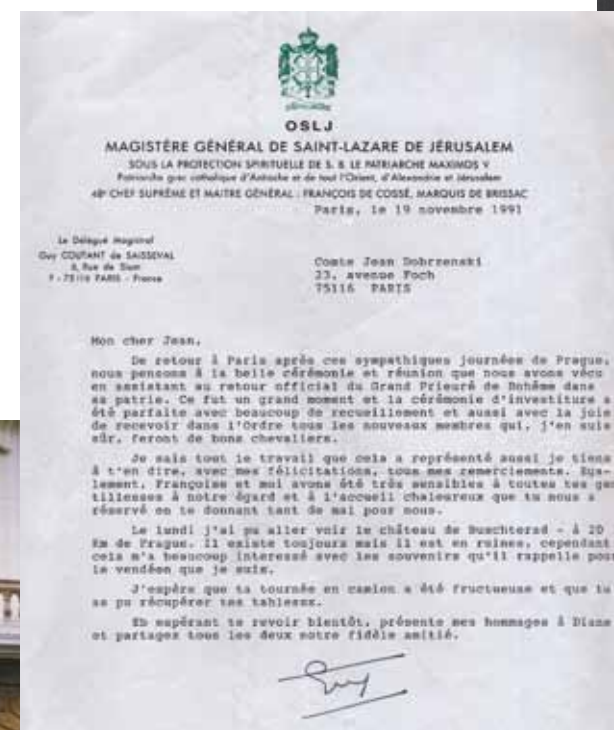 OSLJ
MAGISTÈRE GÉNÉRAL DE SAINT-LAZARE DE JÉRUSALEM
SOUS LA PROTECTION SPIRITUELLE DE S. B. LE PATRIARCHE MAXIMOS V
Patriarche grec catholique d'Antioche et de tout l'Orient, d'Alexandrie et Jérusalem
48e CHEF SUPRÊME ET MAITRE GÉNÉRAL : FRANÇOIS DE COSSÉ, MARQUIS DE BRISSAC
Paris, le 19 novembre 1991
Le Délégué Magistral
Guy COUTANT de SAISSEVAL
8, Rue de Siam
F - 75116 PARIS - France
Comte Jean Dobrzenski
23, avenue Foch
75116 PARIS
Mon cher Jean,
De retour à Paris après ces sympathiques journées de Prague,
nous pensons à la belle cérémonie et réunion que nous avons vécu
en assistant au retour officiel du Grand Prieuré de Bohême dans
sa patrie. Ce fut un grand moment et la cérémonie d'investiture a
été parfaite avec beaucoup de recueillement et aussi avec la joie
de recevoir dans l'Ordre tous les nouveaux membres qui, j'en suis
sûr, feront de bons chevaliers.
Je sais tout le travail que cela a représenté aussi je tiens
à t'en dire, avec mes félicitations, tous mes remerciements. Ega-
lement, Françoise et moi avons été très sensibles à toutes tes gen
tillesses à notre égard et à l'accueil chaleureux que tu nous a
réservé en te donnant tant de mal pour nous.
Le lundi j'ai pu aller voir le château de Buschterad - à 20
Km de Prague. Il existe toujours mais il est en ruines, cependant
cela m'a beaucoup interessé avec les souvenirs qu'il rappelle pour
le vendéen que je suis.
J'espère que ta tournée en camion a été fructueuse et que tu
as pu récupérer tes tableaux.
En espérant te revoir bientôt, présente mes hommages à Diane
et partagez tous les deux notre fidèle amitié.
Guy